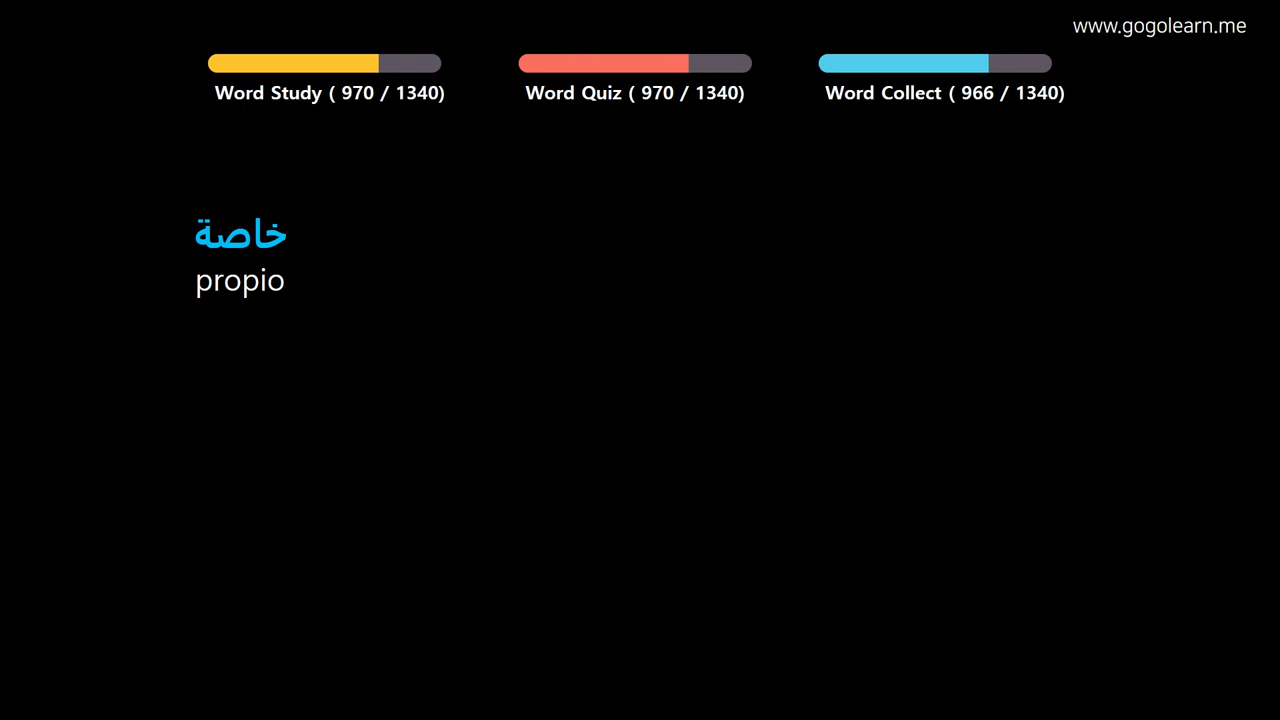 www.gogolearn.me
Word Study ( 970 / 1340)
Word Quiz ( 970 / 1340)
Word Collect ( 966 / 1340)
خاصة
propio